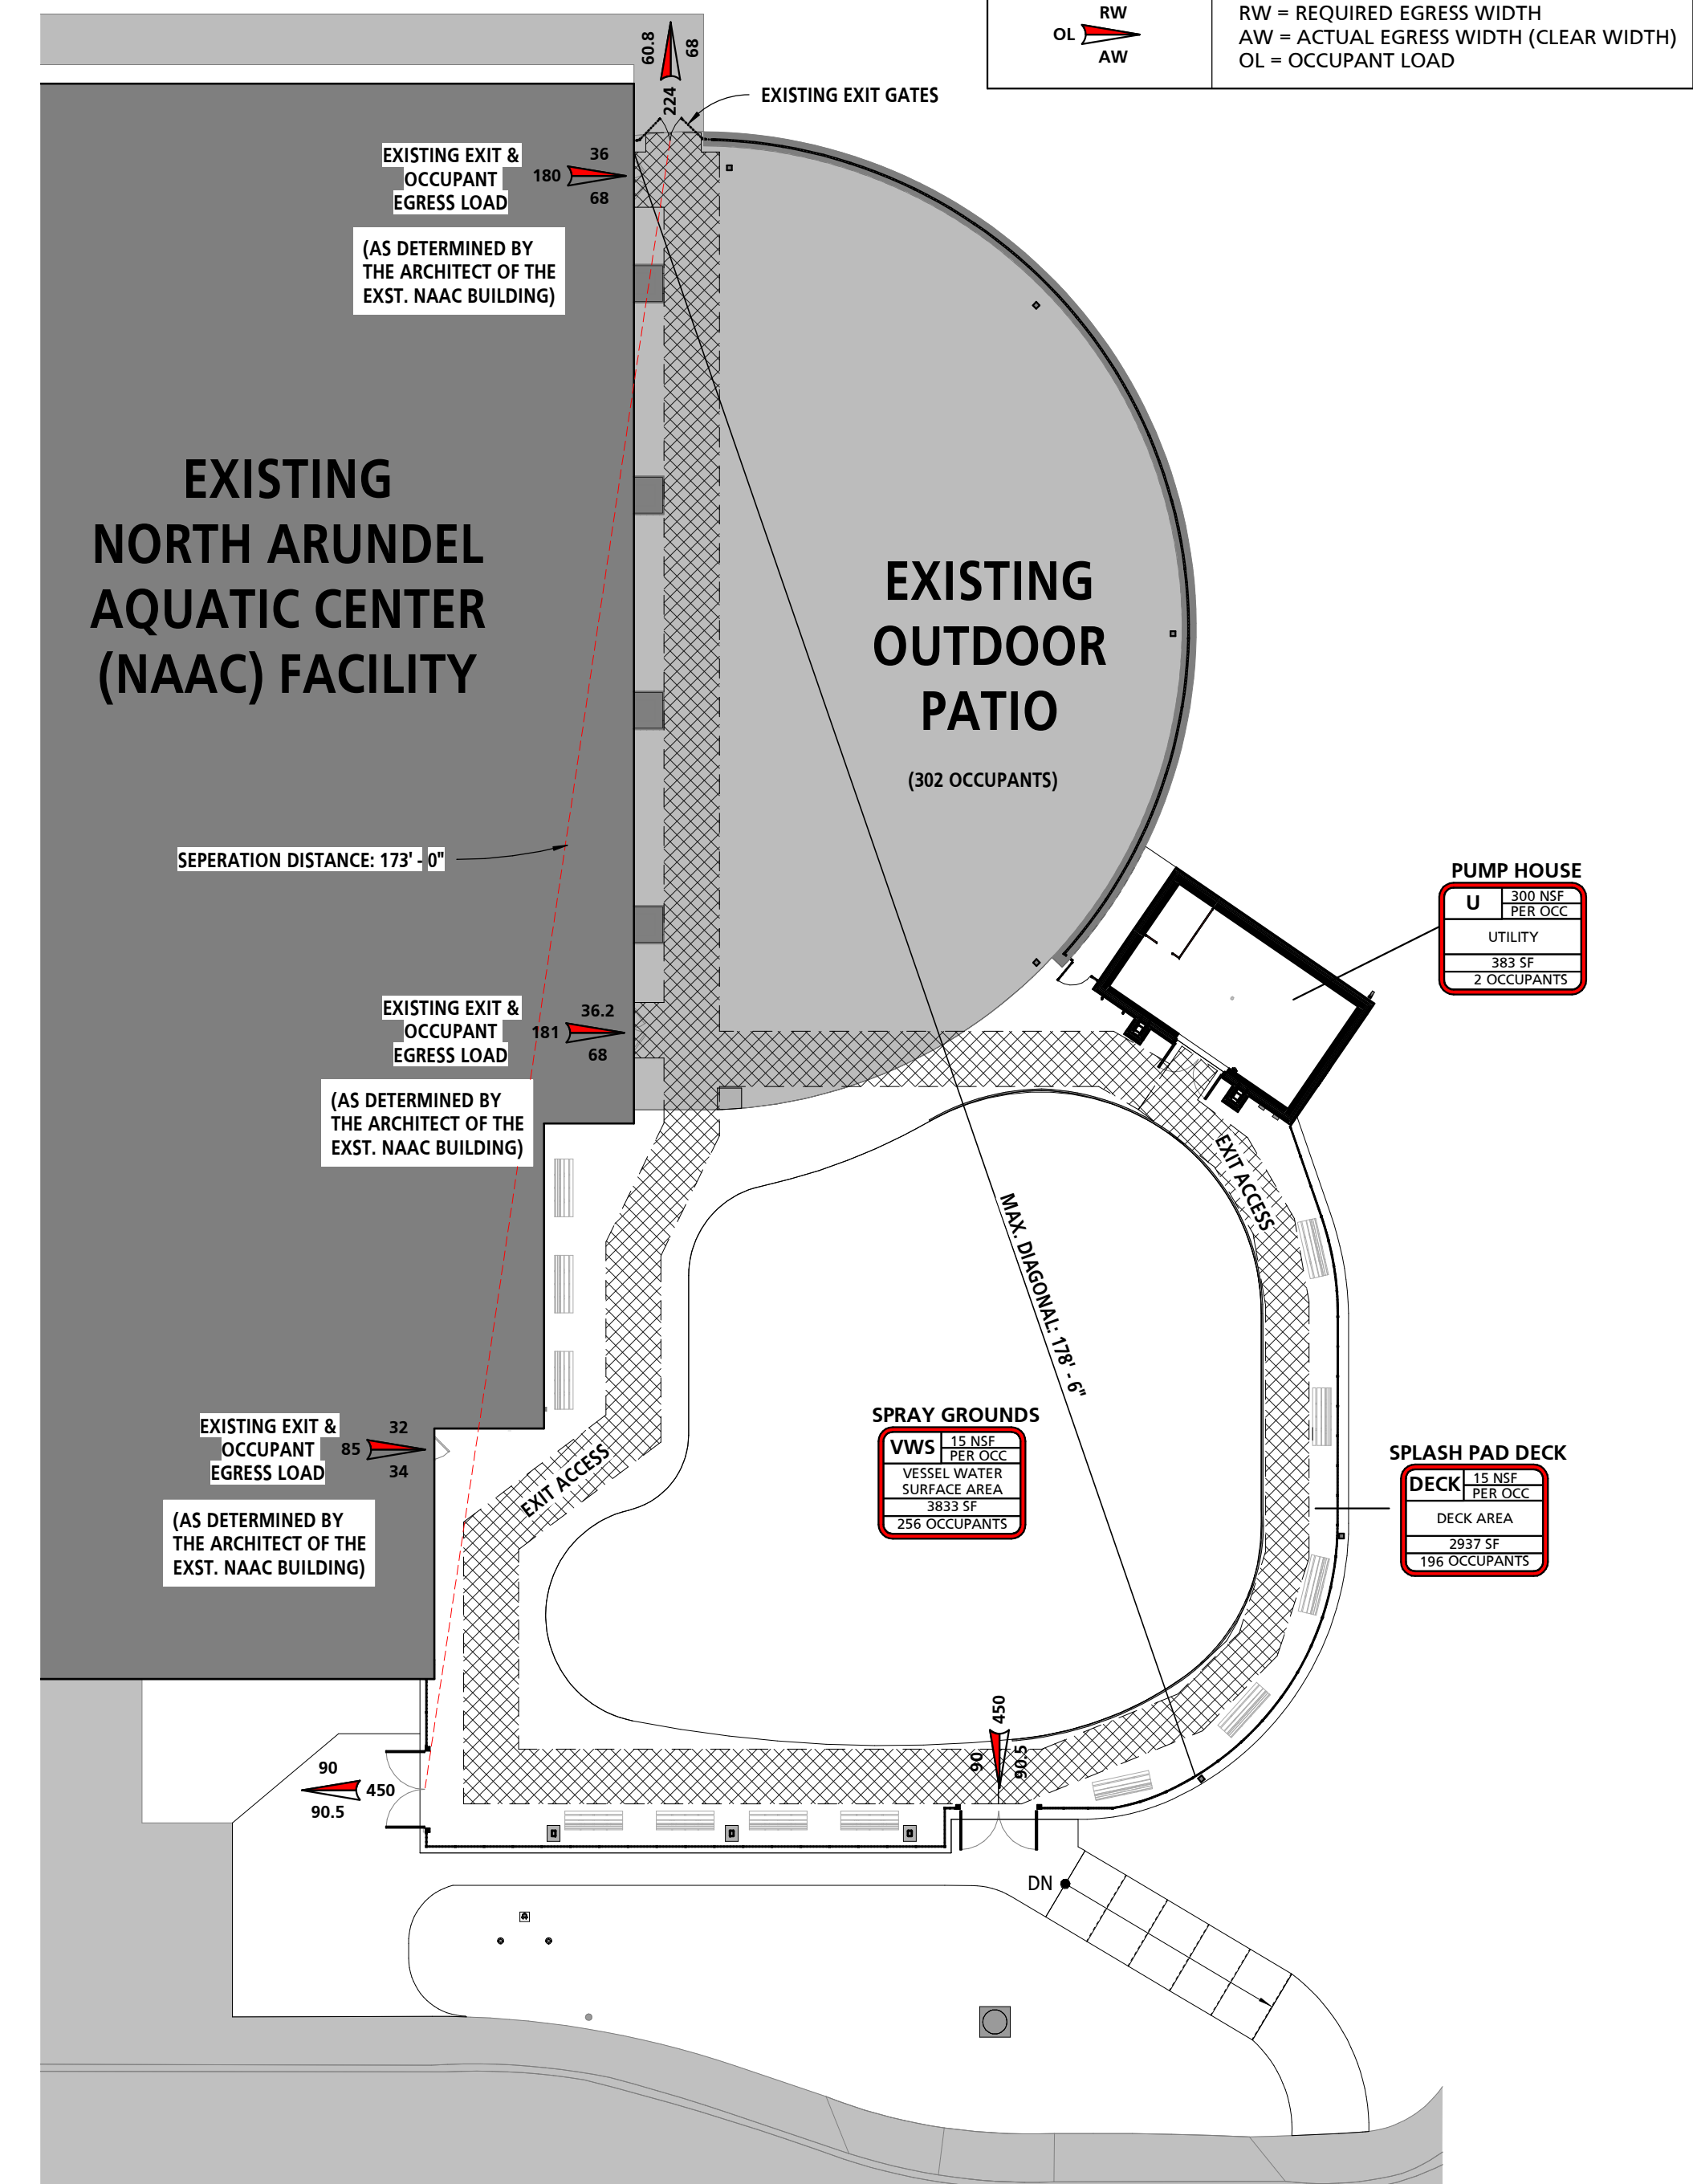 RW
OL
AW
RW = REQUIRED EGRESS WIDTH
AW = ACTUAL EGRESS WIDTH (CLEAR WIDTH)
OL = OCCUPANT LOAD
60.8
68
224
EXISTING EXIT GATES
EXISTING EXIT &
OCCUPANT
EGRESS LOAD
36
180
68
(AS DETERMINED BY
THE ARCHITECT OF THE
EXST. NAAC BUILDING)
EXISTING
NORTH ARUNDEL
AQUATIC CENTER
(NAAC) FACILITY
EXISTING
OUTDOOR
PATIO
(302 OCCUPANTS)
SEPERATION DISTANCE: 173' - 0"
PUMP HOUSE
U
300 NSF
PER OCC
UTILITY
383 SF
2 OCCUPANTS
EXISTING EXIT &
OCCUPANT
EGRESS LOAD
36.2
181
68
(AS DETERMINED BY
THE ARCHITECT OF THE
EXST. NAAC BUILDING)
EXIT ACCESS
MAX. DIAGONAL: 178' - 6"
SPRAY GROUNDS
VWS
15 NSF
PER OCC
VESSEL WATER
SURFACE AREA
3833 SF
256 OCCUPANTS
EXISTING EXIT &
OCCUPANT
EGRESS LOAD
32
85
34
(AS DETERMINED BY
THE ARCHITECT OF THE
EXST. NAAC BUILDING)
EXIT ACCESS
SPLASH PAD DECK
DECK
15 NSF
PER OCC
DECK AREA
2937 SF
196 OCCUPANTS
450
90
90.5
90
450
90.5
DN